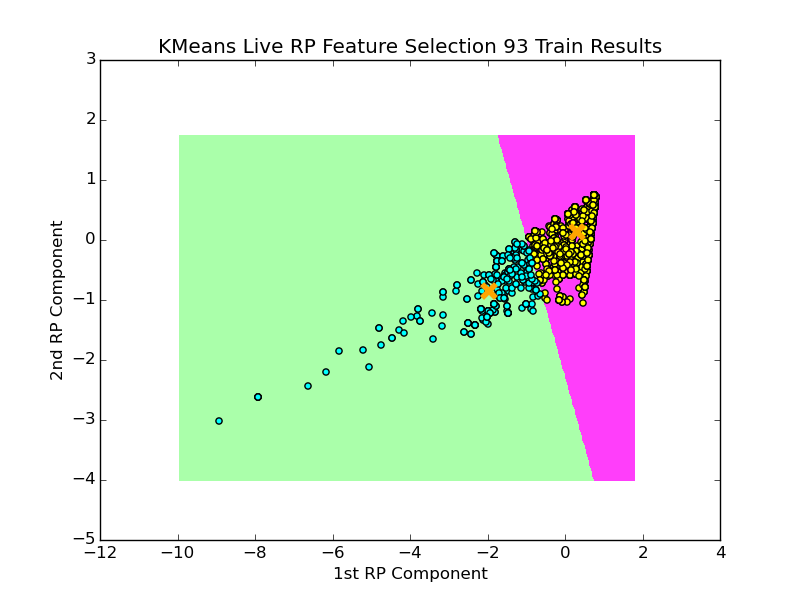 KMeans Live RP Feature Selection 93 Train Results
3
2
1
0
−1
−2
−3
−4
−5
2nd RP Component
−12 −10 −8 −6 −4 −2 0 2 4
1st RP Component